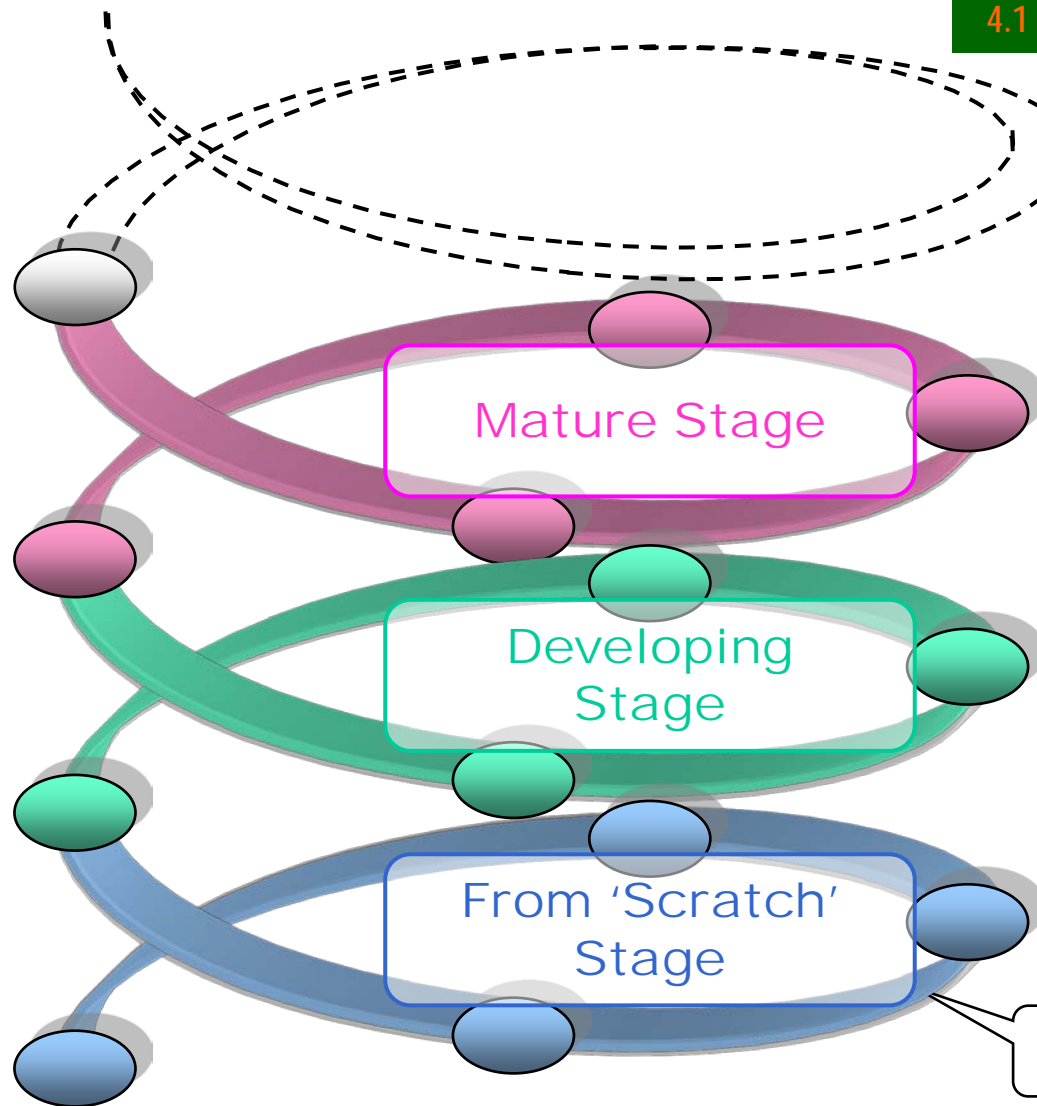 4.1
Mature Stage
Developing
Stage
From ‘Scratch’
Stage